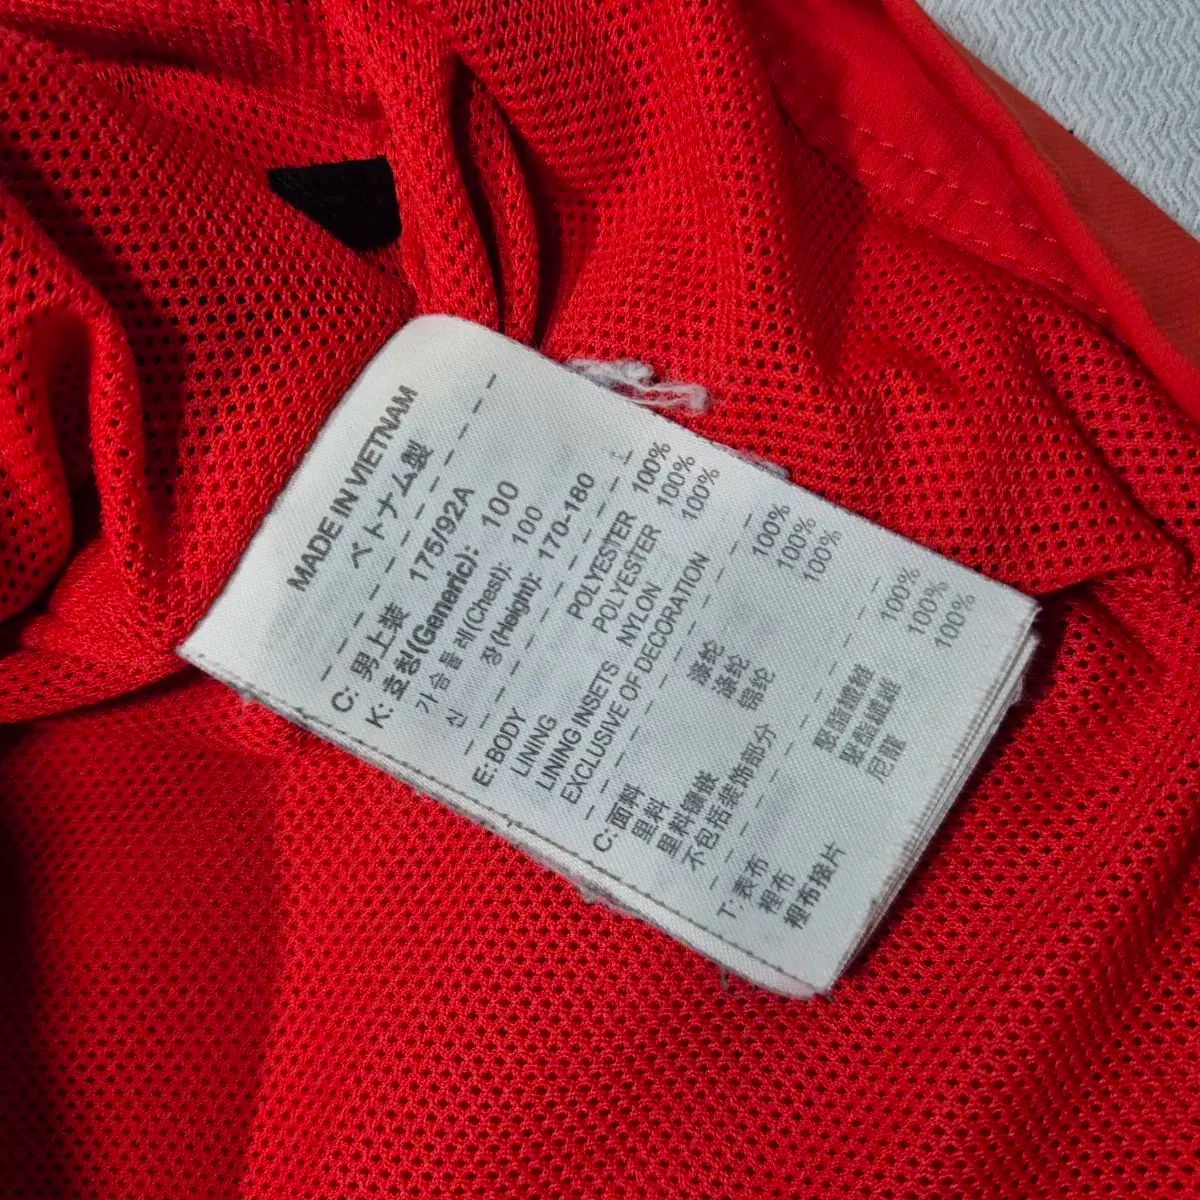 MADE IN VIETNAM
ベトナム製
C: 男上装 175/92A
K: 호칭(Generic): 100
가슴둘레(Chest): 100
신장(Height): 170-180
E: BODY POLYESTER 100%
LINING POLYESTER 100%
LINING INSETS NYLON 100%
EXCLUSIVE OF DECORATION
C: 面料 涤纶 100%
里料 涤纶 100%
里料镶嵌 锦纶 100%
不包括装饰部分
T: 表布 聚酯纖維 100%
裡布 聚酯纖維 100%
裡布接片 尼龍 100%